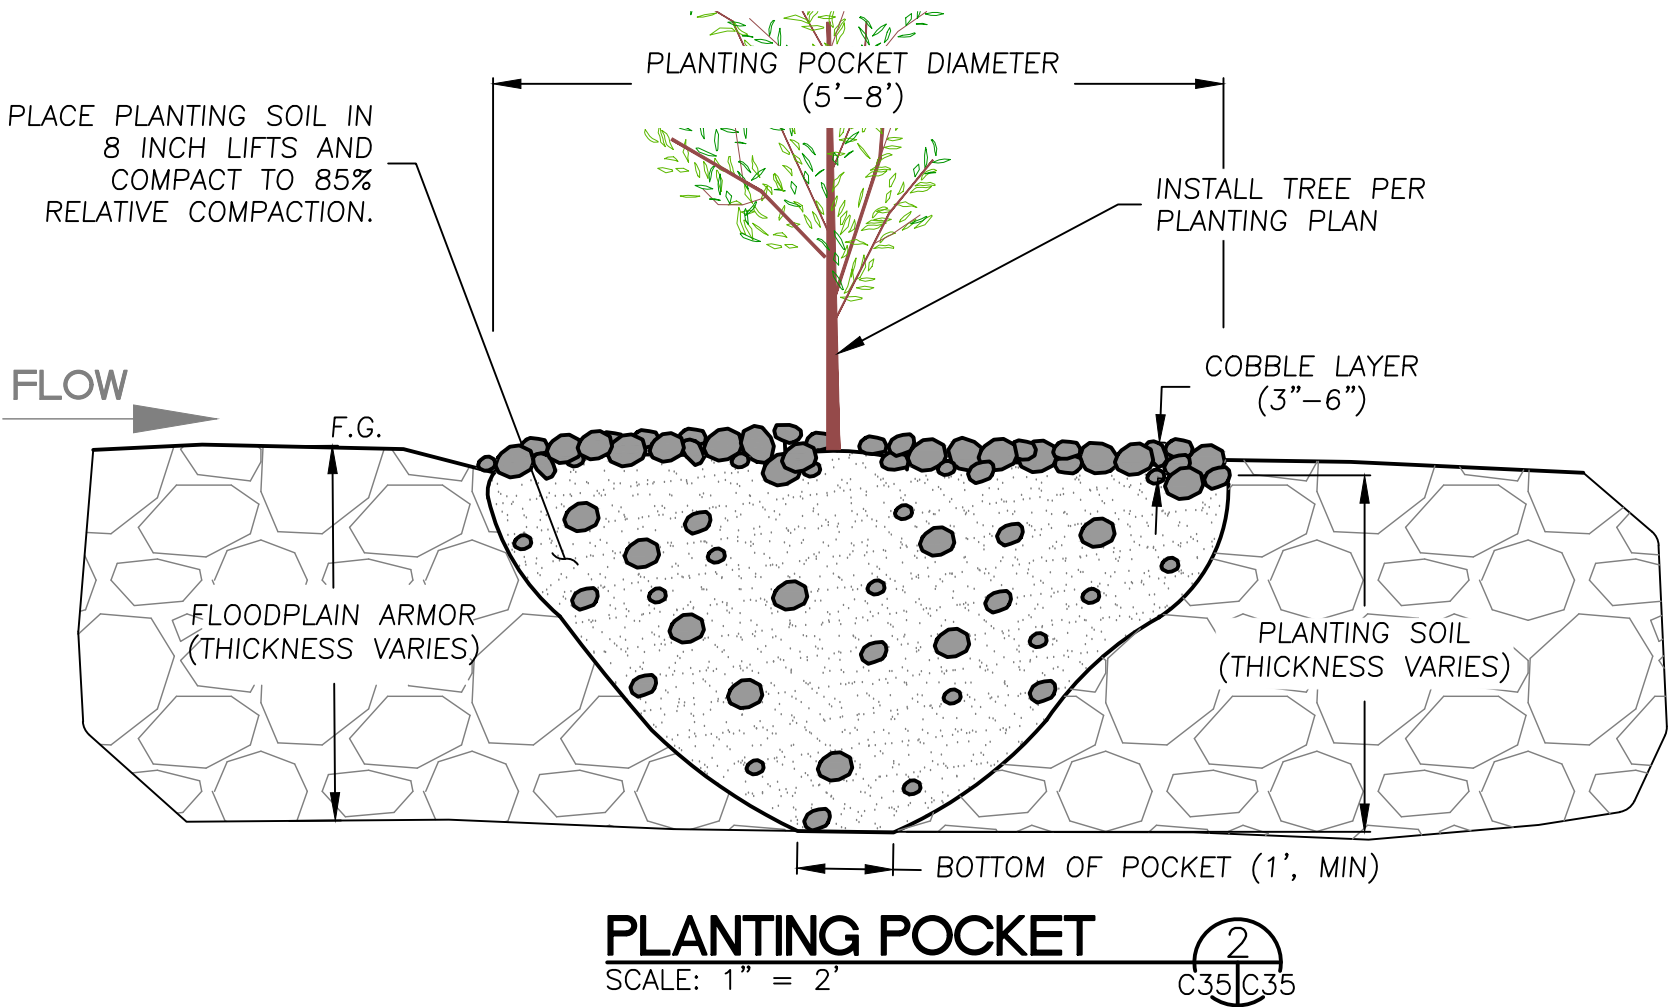 PLANTING POCKET DIAMETER
(5'-8')
PLACE PLANTING SOIL IN
8 INCH LIFTS AND
COMPACT TO 85%
RELATIVE COMPACTION.
INSTALL TREE PER
PLANTING PLAN
COBBLE LAYER
(3"-6")
FLOW
F.G.
FLOODPLAIN ARMOR
(THICKNESS VARIES)
PLANTING SOIL
(THICKNESS VARIES)
BOTTOM OF POCKET (1', MIN)
PLANTING POCKET
SCALE: 1" = 2'
2
C35 C35